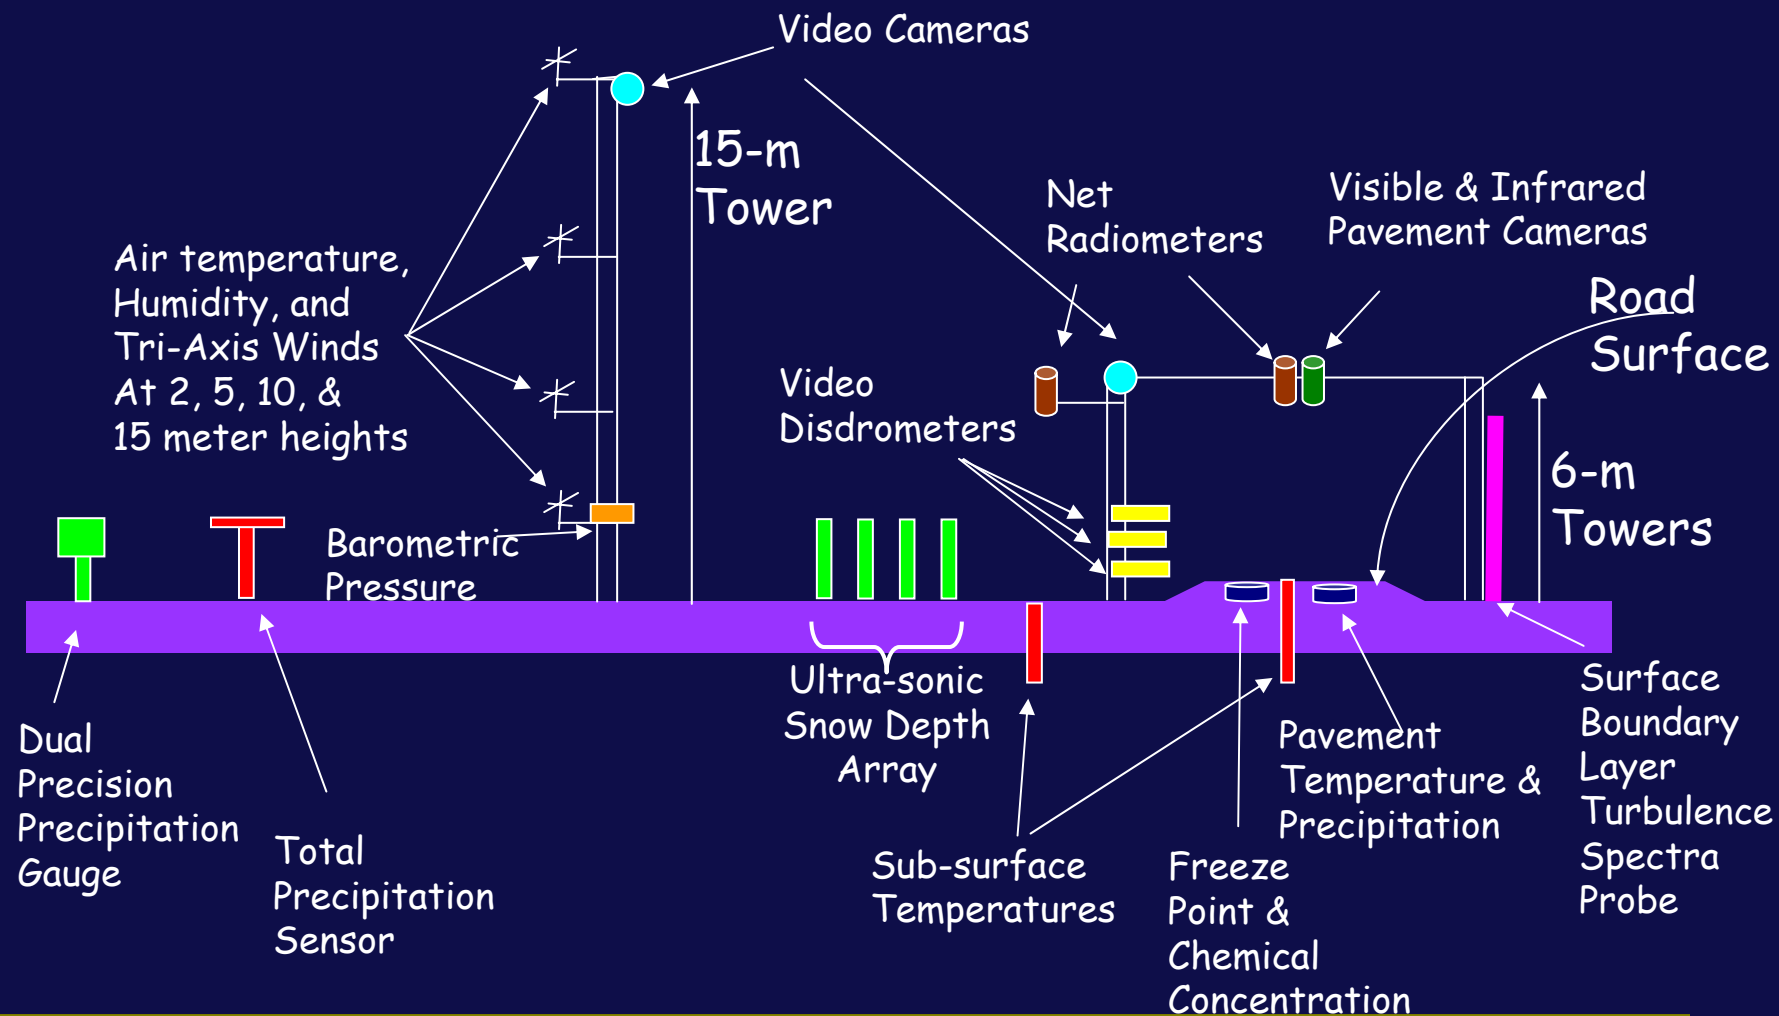 Video Cameras
15-m
Tower
Net
Radiometers
Visible & Infrared
Pavement Cameras
Road
Surface
Air temperature,
Humidity, and
Tri-Axis Winds
At 2, 5, 10, &
15 meter heights
Video
Disdrometers
6-m
Towers
Barometric
Pressure
Ultra-sonic
Snow Depth
Array
Surface
Boundary
Layer
Turbulence
Spectra
Probe
Dual
Precision
Precipitation
Gauge
Pavement
Temperature &
Precipitation
Total
Precipitation
Sensor
Sub-surface
Temperatures
Freeze
Point &
Chemical
Concentration